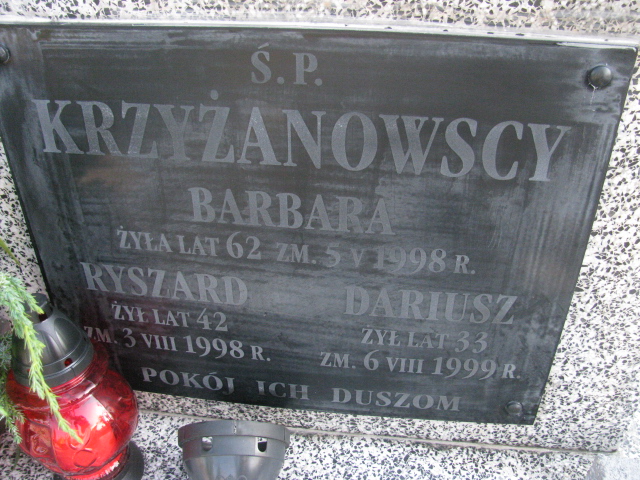 Ś.P.
KRZYŻANOWSCY
BARBARA
ŻYŁA LAT 62 ZM. 5 V 1998 R.
RYSZARD
ŻYŁ LAT 42
ZM. 3 VIII 1998 R.
DARIUSZ
ŻYŁ LAT 33
ZM. 6 VIII 1999 R.
POKÓJ ICH DUSZOM